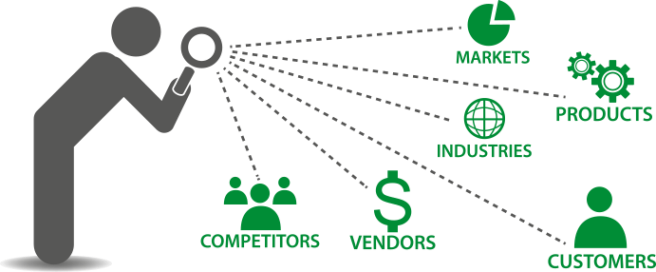 MARKETS
PRODUCTS
INDUSTRIES
COMPETITORS
VENDORS
CUSTOMERS